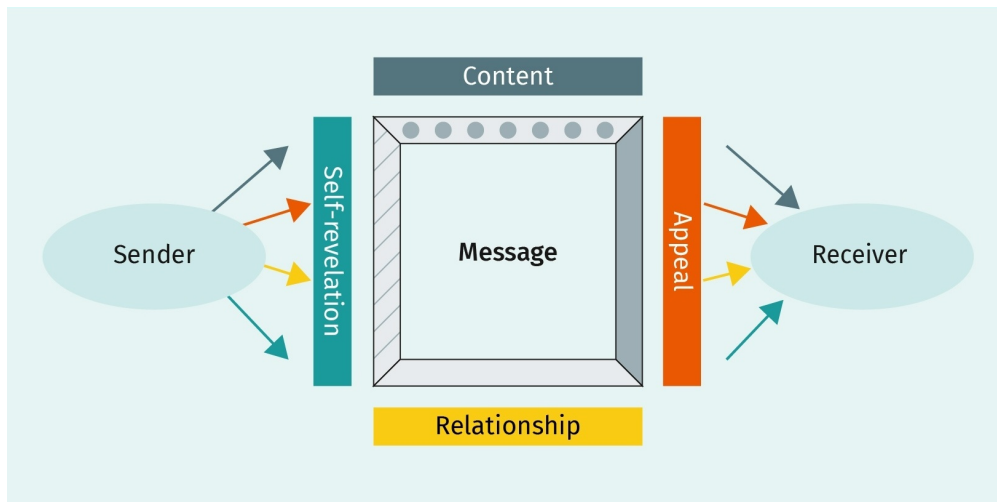 Content
Self-revelation
Sender
Message
Appeal
Receiver
Relationship